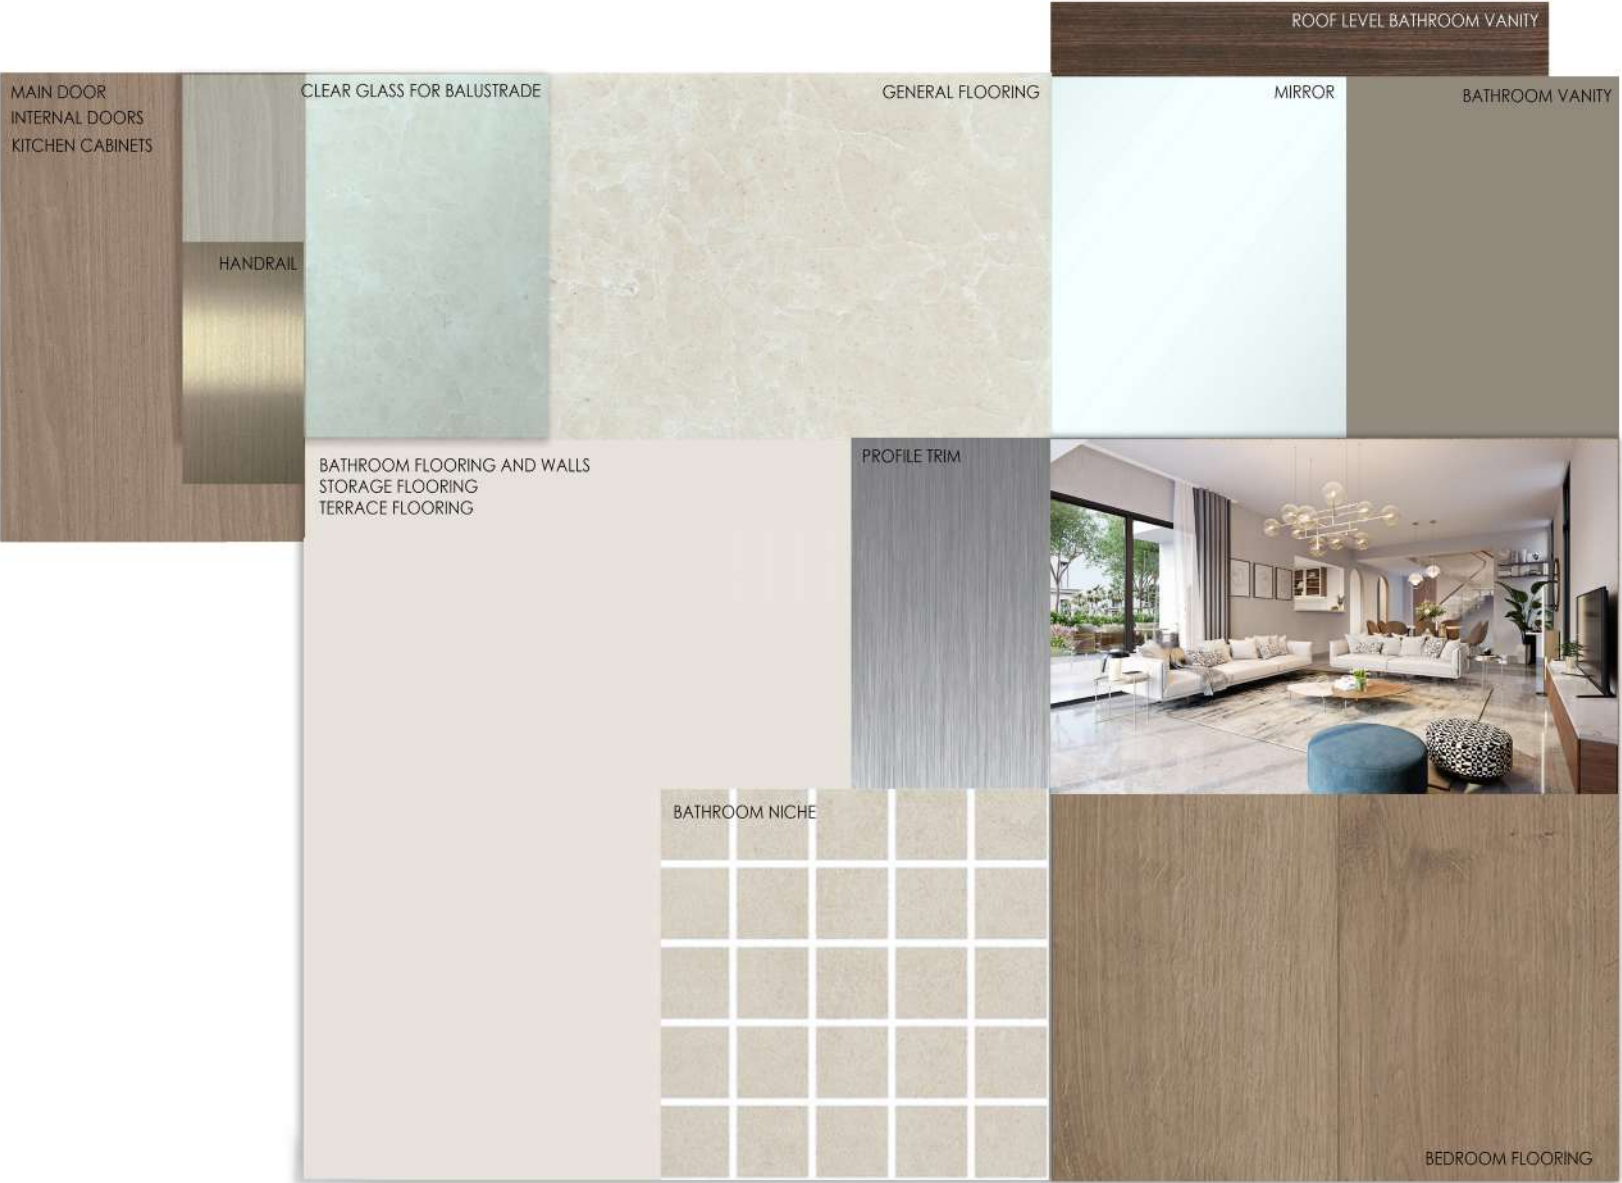 ROOF LEVEL BATHROOM VANITY
MAIN DOOR
INTERNAL DOORS
KITCHEN CABINETS
CLEAR GLASS FOR BALUSTRADE
GENERAL FLOORING
MIRROR
BATHROOM VANITY
HANDRAIL
BATHROOM FLOORING AND WALLS
STORAGE FLOORING
TERRACE FLOORING
PROFILE TRIM
BATHROOM NICHE
BEDROOM FLOORING